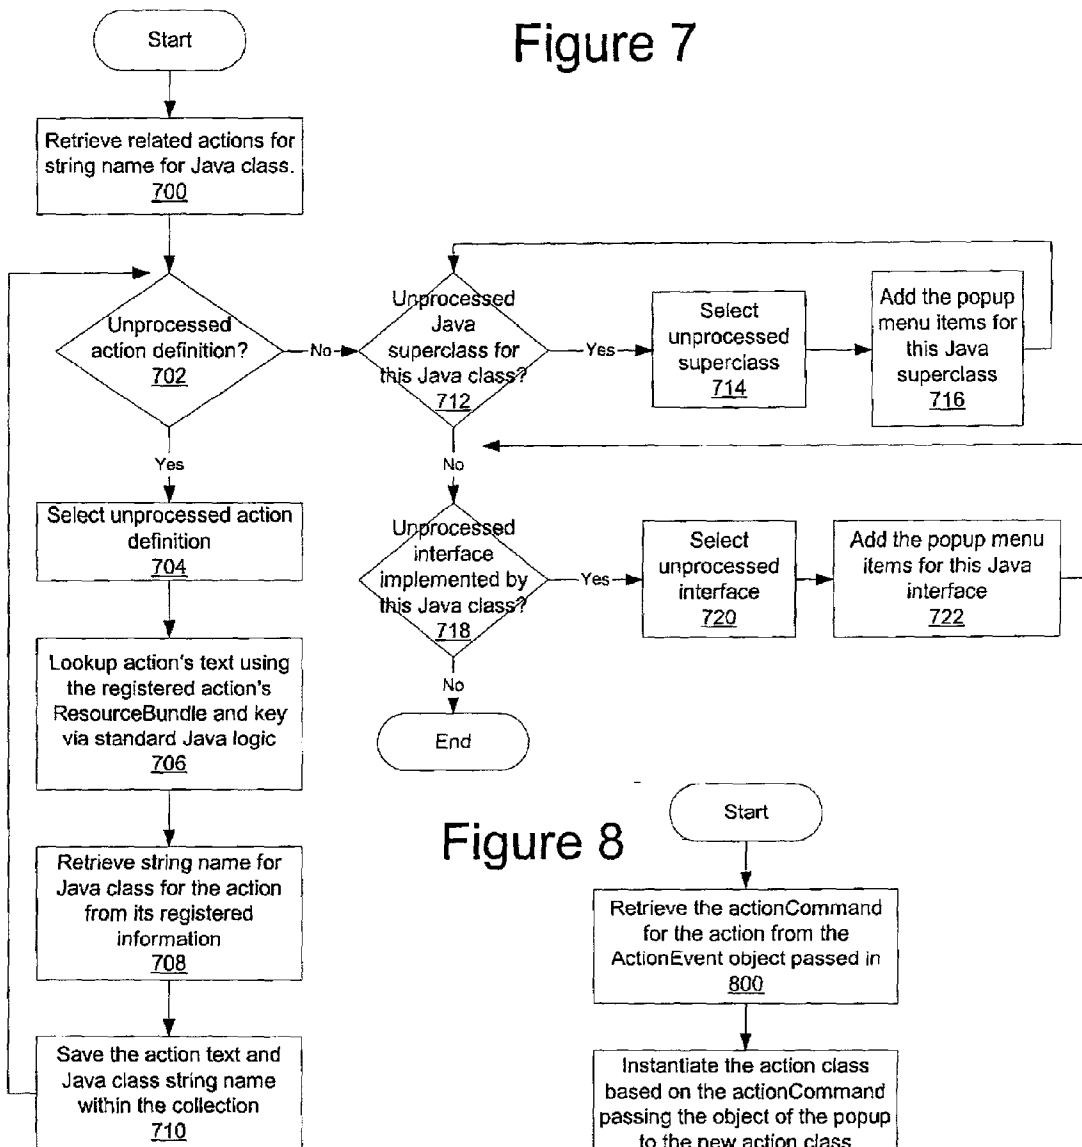 Figure 7
Start
Retrieve related actions for
string name for Java class.
700
Unprocessed
action definition?
702
No
Yes
Select unprocessed action
definition
704
Lookup action's text using
the registered action's
ResourceBundle and key
via standard Java logic
706
Retrieve string name for
Java class for the action
from its registered
information
708
Save the action text and
Java class string name
within the collection
710
Unprocessed
Java
superclass for
this Java class?
712
Yes
Select
unprocessed
superclass
714
Add the popup
menu items for
this Java
superclass
716
No
Unprocessed
interface
implemented by
this Java class?
718
Yes
Select
unprocessed
interface
720
Add the popup menu
items for this Java
interface
722
No
End
Figure 8
Start
Retrieve the actionCommand
for the action from the
ActionEvent object passed in
800
Instantiate the action class
based on the actionCommand
passing the object of the popup
to the new action class